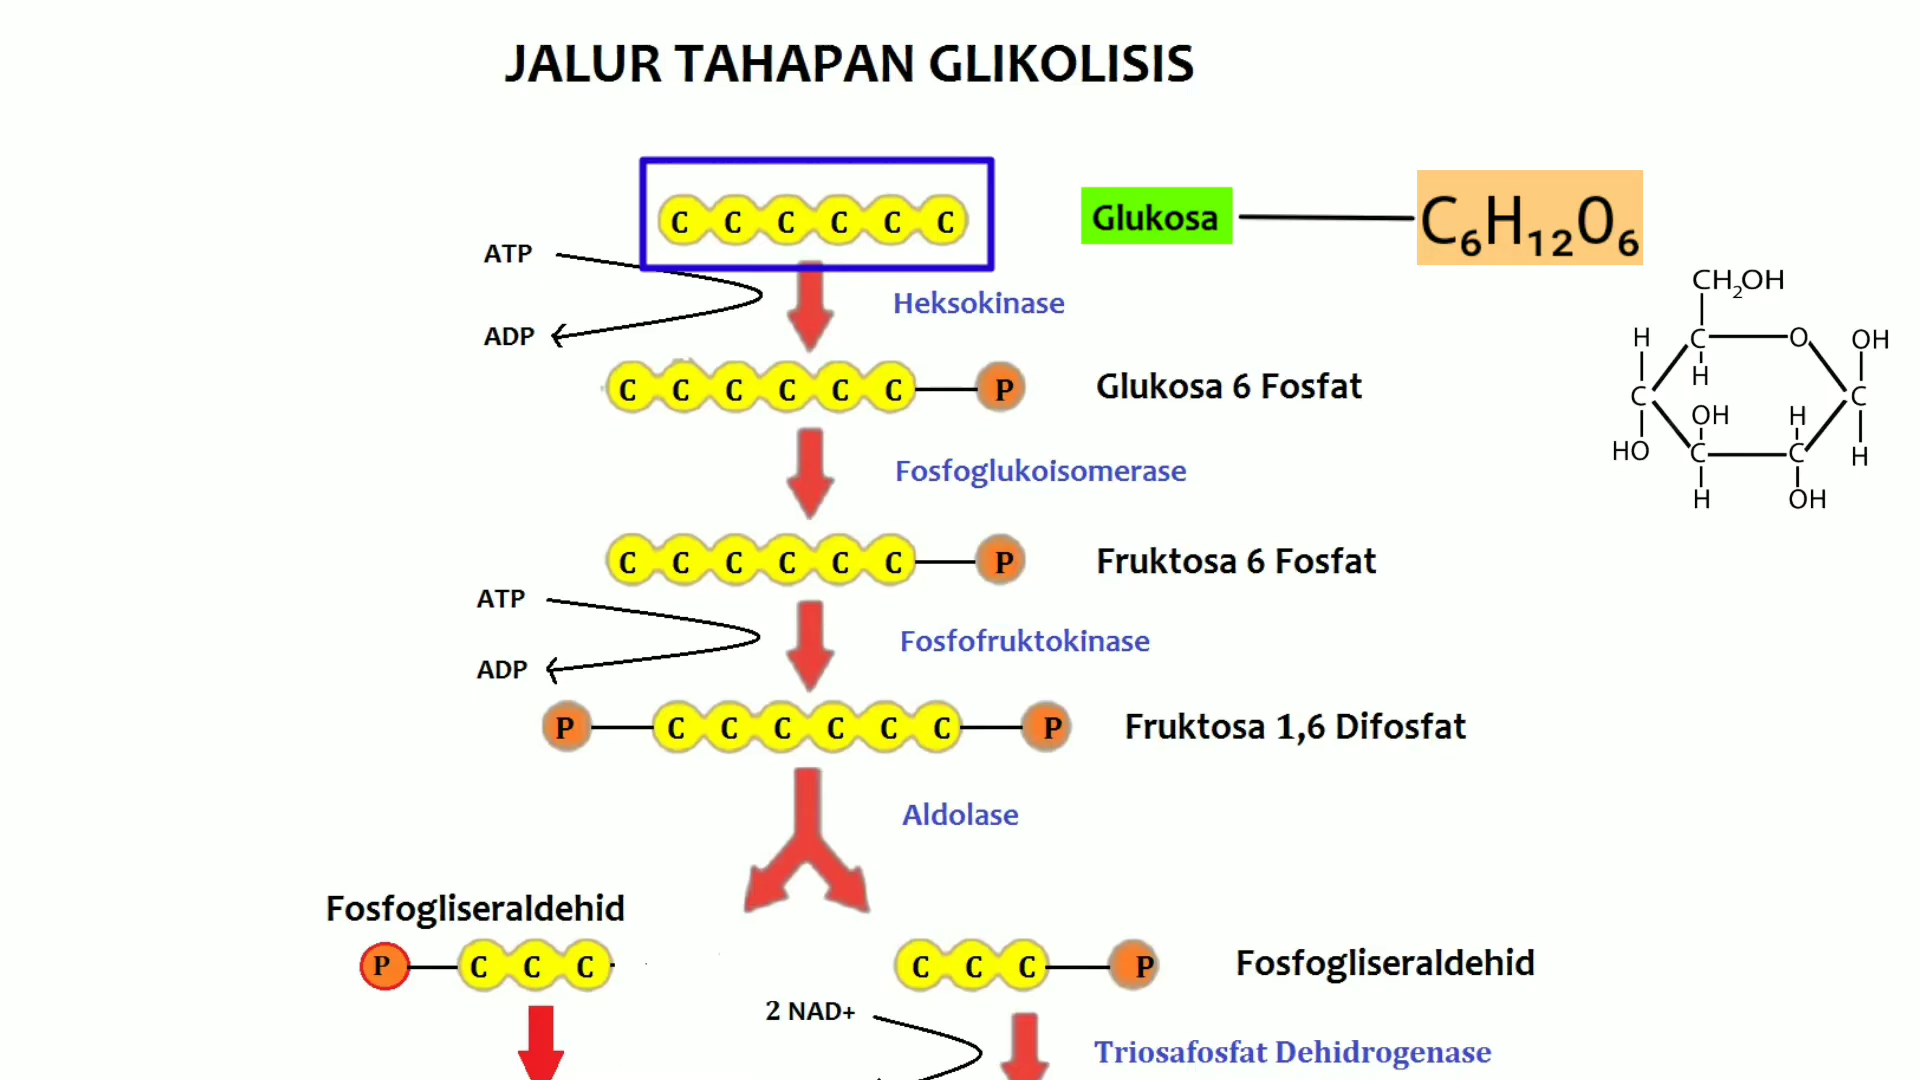 JALUR TAHAPAN GLIKOLISIS
C C C C C C
Glukosa
C₆H₁₂O₆
ATP
Heksokinase
ADP
CH₂OH
H
C
O
OH
H
C
C
OH
H
HO
C
C
H
H
OH
C C C C C C P
Glukosa 6 Fosfat
Fosfoglukoisomerase
C C C C C C P
Fruktosa 6 Fosfat
ATP
Fosfofruktokinase
ADP
P C C C C C C P
Fruktosa 1,6 Difosfat
Aldolase
Fosfogliseraldehid
P C C C
C C C P
Fosfogliseraldehid
2 NAD+
Triosafosfat Dehidrogenase